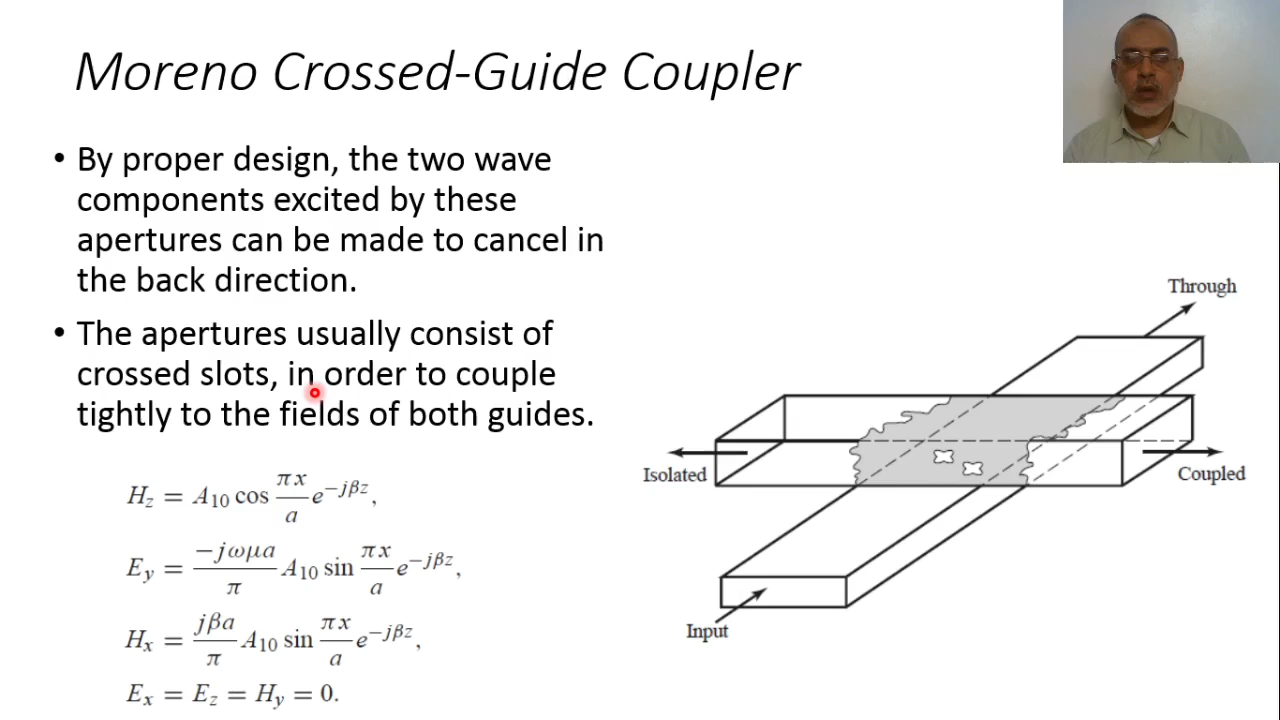 Moreno Crossed-Guide Coupler
• By proper design, the two wave
components excited by these
apertures can be made to cancel in
the back direction.
• The apertures usually consist of
crossed slots, in order to couple
tightly to the fields of both guides.
H_z = A_10 cos πx/a e^{-jβz},
E_y = -jωμa/π A_10 sin πx/a e^{-jβz},
H_x = jβa/π A_10 sin πx/a e^{-jβz},
E_x = E_z = H_y = 0.
Through
Isolated
Coupled
Input